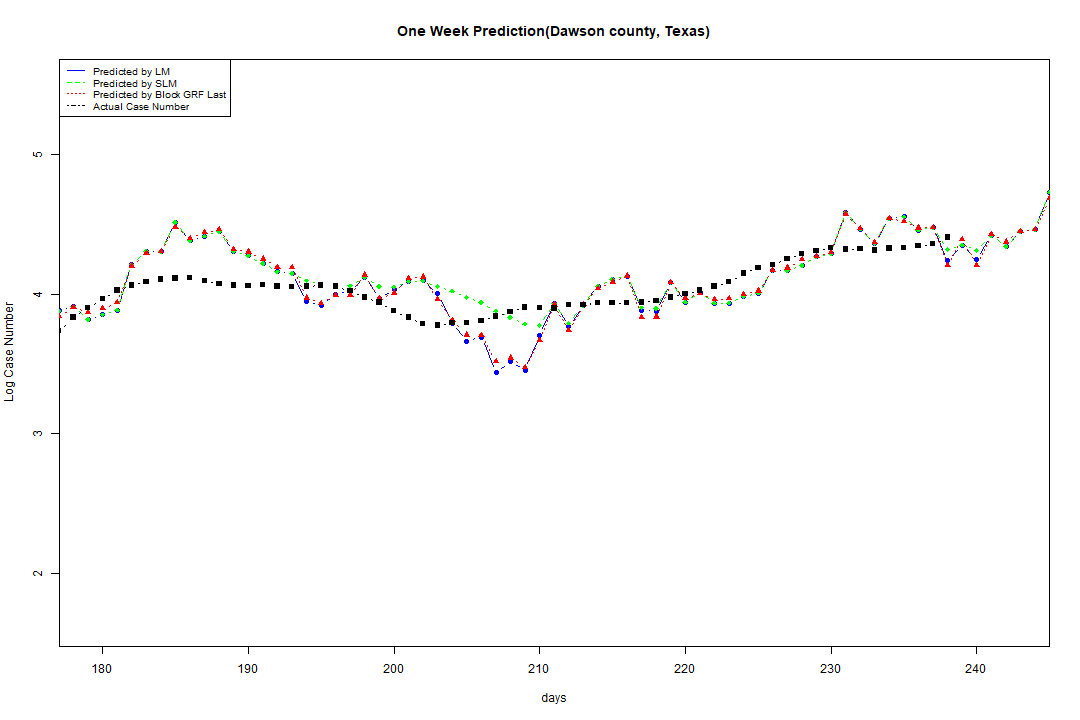 One Week Prediction(Dawson county, Texas)
Predicted by LM
Predicted by SLM
Predicted by Block GRF Last
Actual Case Number
5
4
3
2
Log Case Number
180 190 200 210 220 230 240
days